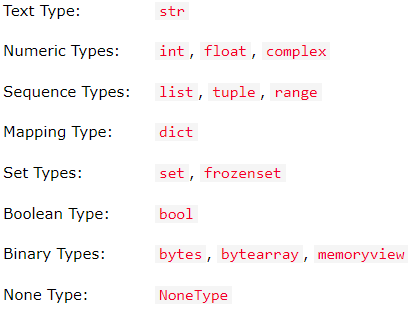 Text Type: str
Numeric Types: int, float, complex
Sequence Types: list, tuple, range
Mapping Type: dict
Set Types: set, frozenset
Boolean Type: bool
Binary Types: bytes, bytearray, memoryview
None Type: NoneType